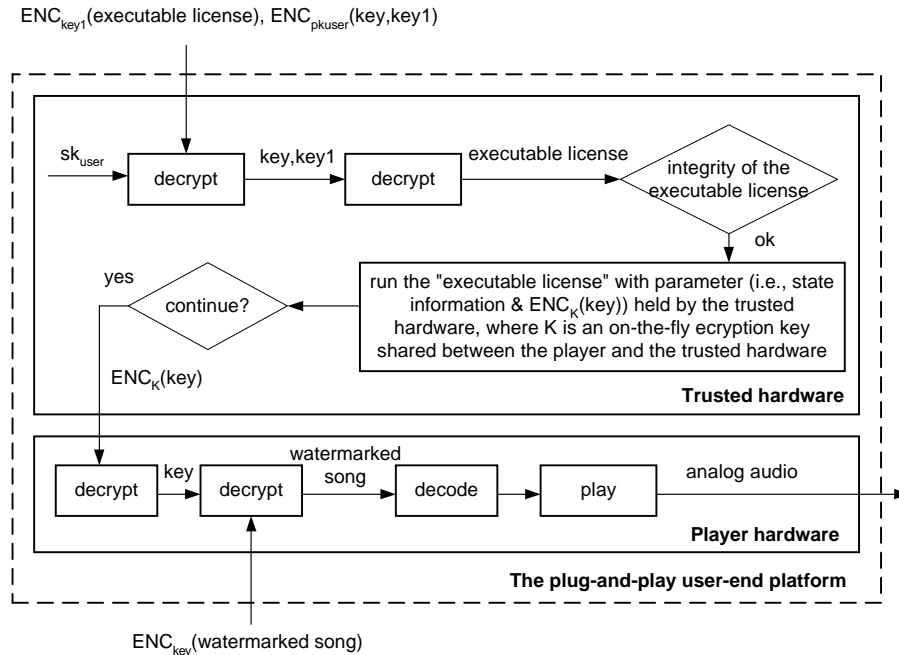 ENCkey1(executable license), ENCpkuser(key,key1)
skuser
decrypt
key,key1
decrypt
executable license
integrity of the
executable license
ok
yes
continue?
run the "executable license" with parameter (i.e., state
information & ENCK(key)) held by the trusted
hardware, where K is an on-the-fly ecryption key
shared between the player and the trusted hardware
ENCK(key)
Trusted hardware
decrypt
key
decrypt
watermarked
song
decode
play
analog audio
Player hardware
The plug-and-play user-end platform
ENCkey(watermarked song)